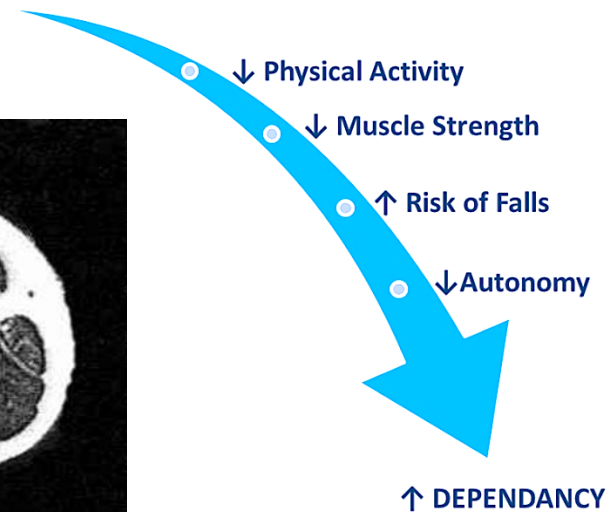 ↓ Physical Activity
↓ Muscle Strength
↑ Risk of Falls
↓Autonomy
↑ DEPENDANCY